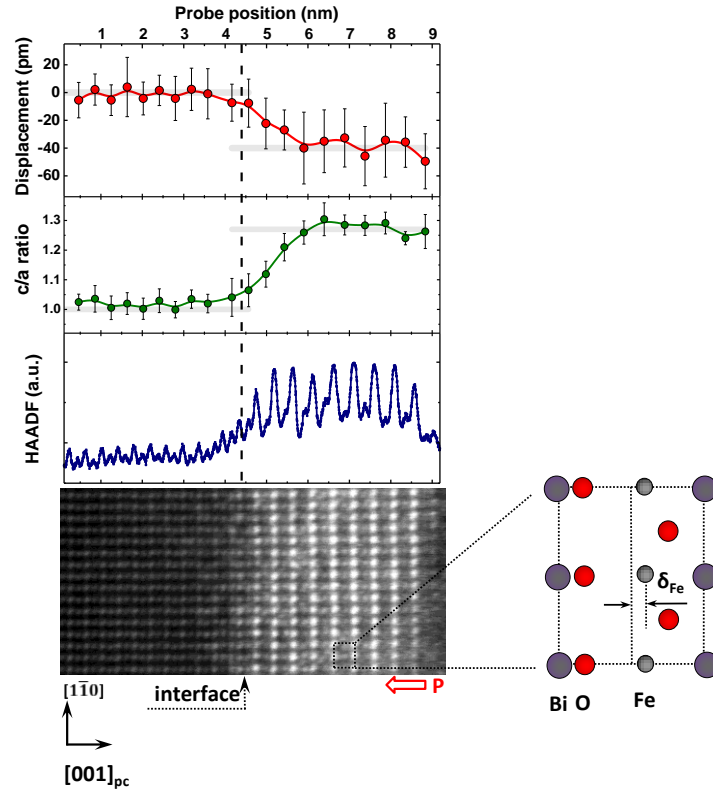 Probe position (nm)
1 2 3 4 5 6 7 8 9
Displacement (pm)
20
0
-20
-40
-60
c/a ratio
1.3
1.2
1.1
1.0
HAADF (a.u.)
δFe
Bi O Fe
[11̄0]
interface
P
[001]pc